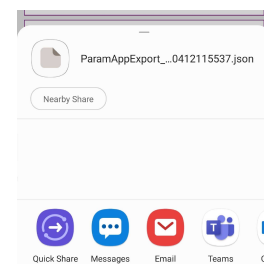 ParamAppExport_...0412115537.json
Nearby Share
Quick Share
Messages
Email
Teams